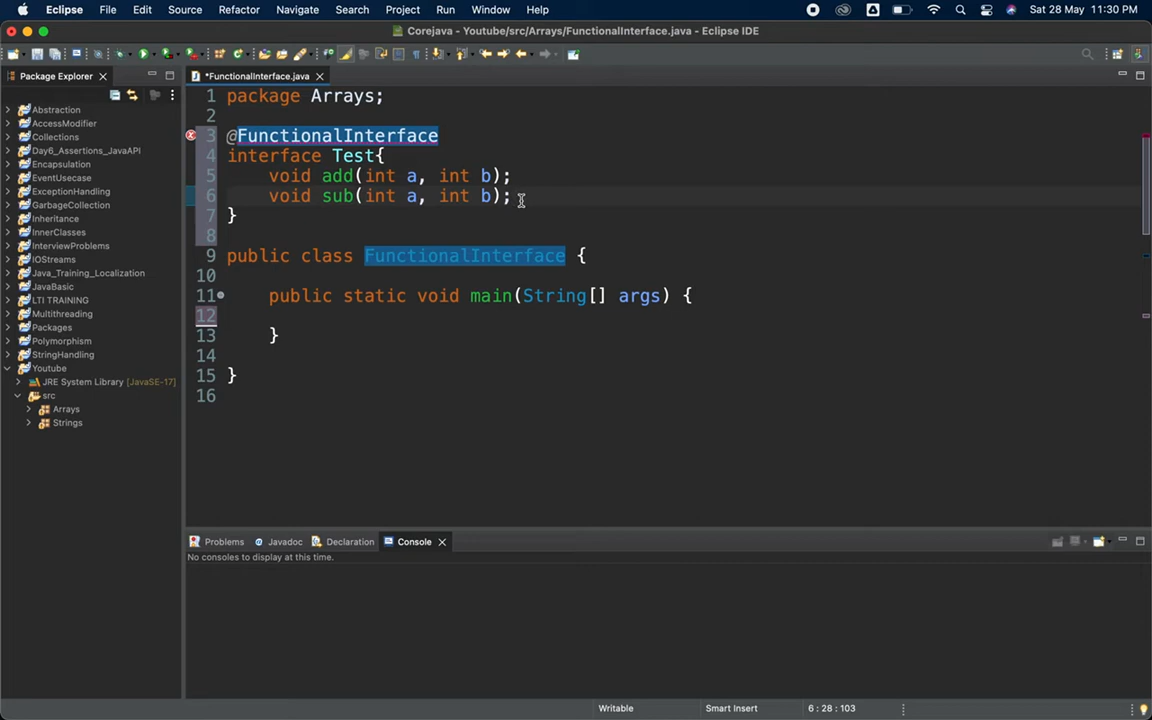 Eclipse File Edit Source Refactor Navigate Search Project Run Window Help Sat 28 May 11:30 PM
Corejava - Youtube/src/Arrays/FunctionalInterface.java - Eclipse IDE
Package Explorer
*FunctionalInterface.java
Abstraction
AccessModifier
Collections
Day6_Assertions_JavaAPI
Encapsulation
EventUsecase
ExceptionHandling
GarbageCollection
Inheritance
InnerClasses
InterviewProblems
IOStreams
Java_Training_Localization
JavaBasic
LTI TRAINING
Multithreading
Packages
Polymorphism
StringHandling
Youtube
JRE System Library [JavaSE-17]
src
Arrays
Strings
1 package Arrays;
2
3 @FunctionalInterface
4 interface Test{
5 void add(int a, int b);
6 void sub(int a, int b);
7 }
8
9 public class FunctionalInterface {
10
11 public static void main(String[] args) {
12
13 }
14
15 }
16
Problems Javadoc Declaration Console
No consoles to display at this time.
Writable Smart Insert 6 : 28 : 103